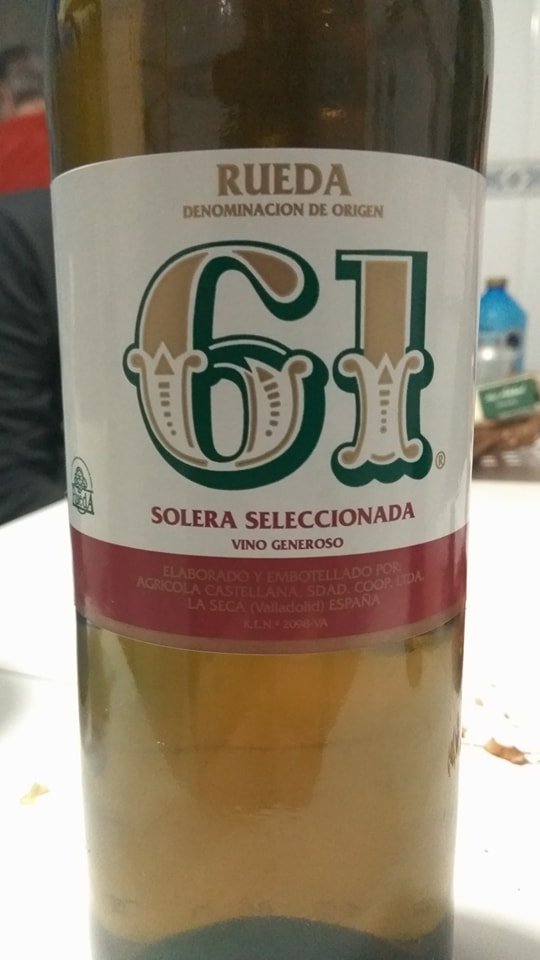 RUEDA
DENOMINACION DE ORIGEN
61
®
RUEDA
SOLERA SELECCIONADA
VINO GENEROSO
ELABORADO Y EMBOTELLADO POR:
AGRICOLA CASTELLANA, SDAD. COOP. LTDA.
LA SECA (Valladolid) ESPAÑA
R.E.N.º 2098-VA